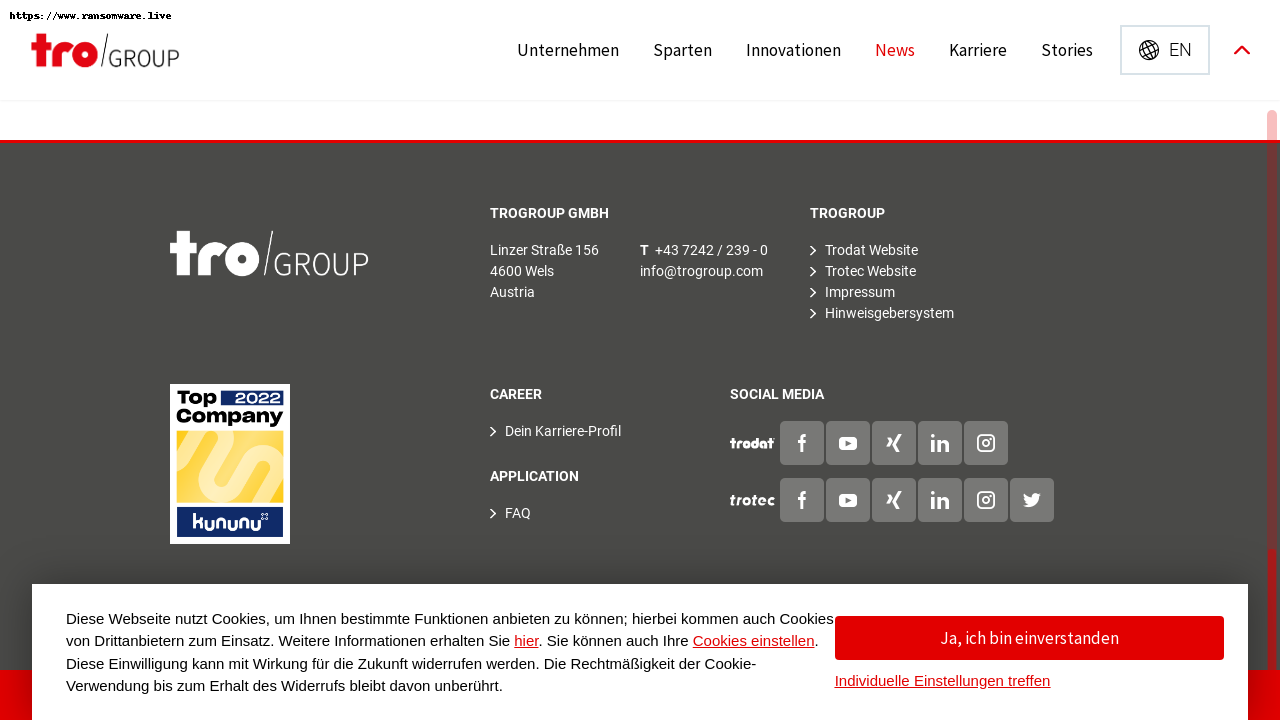 https://www.ransomware.live
tro/GROUP
Unternehmen
Sparten
Innovationen
News
Karriere
Stories
EN
tro/GROUP
TROGROUP GMBH
Linzer Straße 156
4600 Wels
Austria
T +43 7242 / 239 - 0
info@trogroup.com
TROGROUP
Trodat Website
Trotec Website
Impressum
Hinweisgebersystem
Top 2022
Company
kununu
CAREER
Dein Karriere-Profil
APPLICATION
FAQ
SOCIAL MEDIA
trodat
trotec
Diese Webseite nutzt Cookies, um Ihnen bestimmte Funktionen anbieten zu können; hierbei kommen auch Cookies
von Drittanbietern zum Einsatz. Weitere Informationen erhalten Sie hier. Sie können auch Ihre Cookies einstellen.
Diese Einwilligung kann mit Wirkung für die Zukunft widerrufen werden. Die Rechtmäßigkeit der Cookie-
Verwendung bis zum Erhalt des Widerrufs bleibt davon unberührt.
Ja, ich bin einverstanden
Individuelle Einstellungen treffen